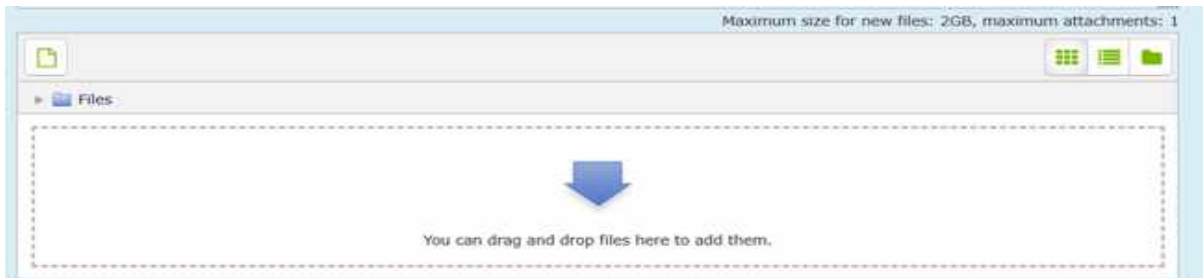 Maximum size for new files: 2GB, maximum attachments: 1
Files
You can drag and drop files here to add them.